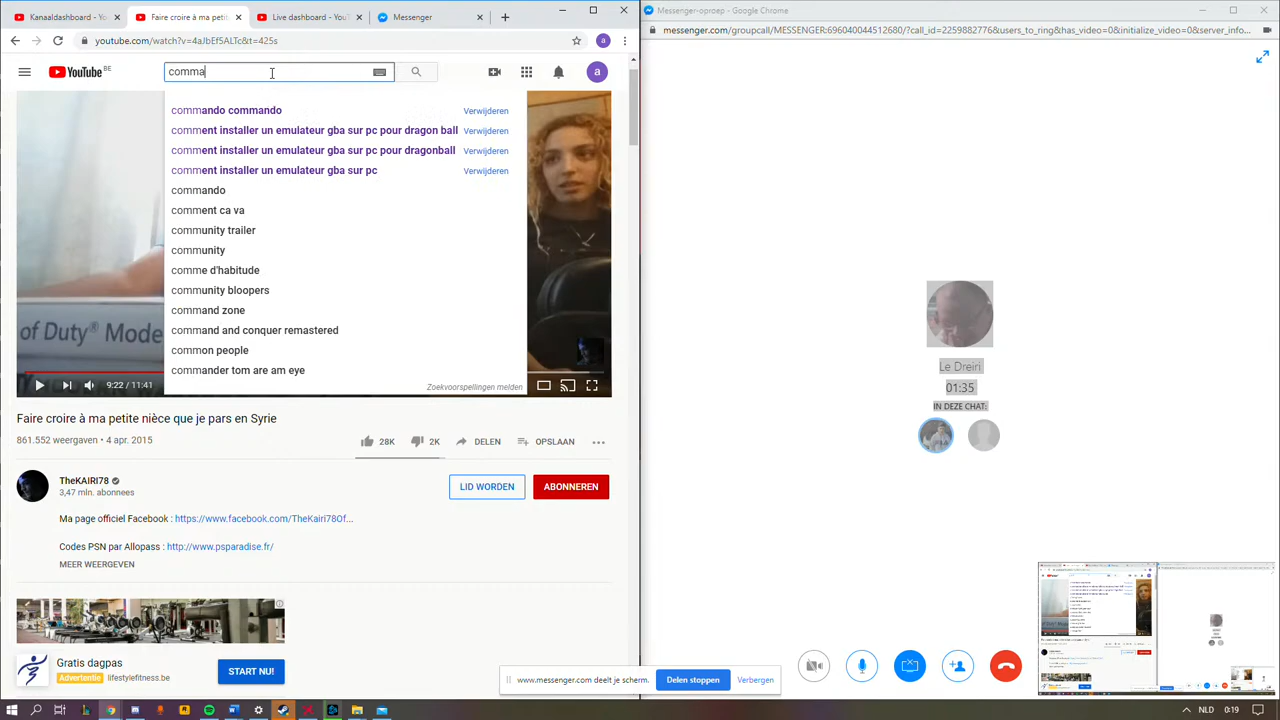 Kanaaldashboard - Yo
Faire croire à ma petite
Live dashboard - YouT
Messenger
youtube.com/watch?v=4aJbEfSALTc&t=425s
YouTube BE
comma
a
commando commando Verwijderen
comment installer un emulateur gba sur pc pour dragon ball Verwijderen
comment installer un emulateur gba sur pc pour dragonball Verwijderen
comment installer un emulateur gba sur pc Verwijderen
commando
comment ca va
community trailer
community
comme d'habitude
community bloopers
command zone
command and conquer remastered
common people
commander tom are am eye
Zoekvoorspellingen melden
of Duty® Mode
9:22 / 11:41
Faire croire à ma petite nièce que je pars en Syrie
861.552 weergaven • 4 apr. 2015
28K 2K DELEN OPSLAAN
TheKAIRI78
3,47 mln. abonnees
LID WORDEN ABONNEREN
Ma page officiel Facebook : https://www.facebook.com/TheKairi78Of...
Codes PSN par Allopass : http://www.psparadise.fr/
MEER WEERGEVEN
Gratis dagpas
Advertentie lifestyfitness.be
START NU!
Messenger-oproep - Google Chrome
messenger.com/groupcall/MESSENGER:696040044512680/?call_id=2259882776&users_to_ring&has_video=0&initialize_video=0&server_info...
Le Dreiri
01:35
IN DEZE CHAT:
www.messenger.com deelt je scherm.
Delen stoppen
Verbergen
NLD 0:19